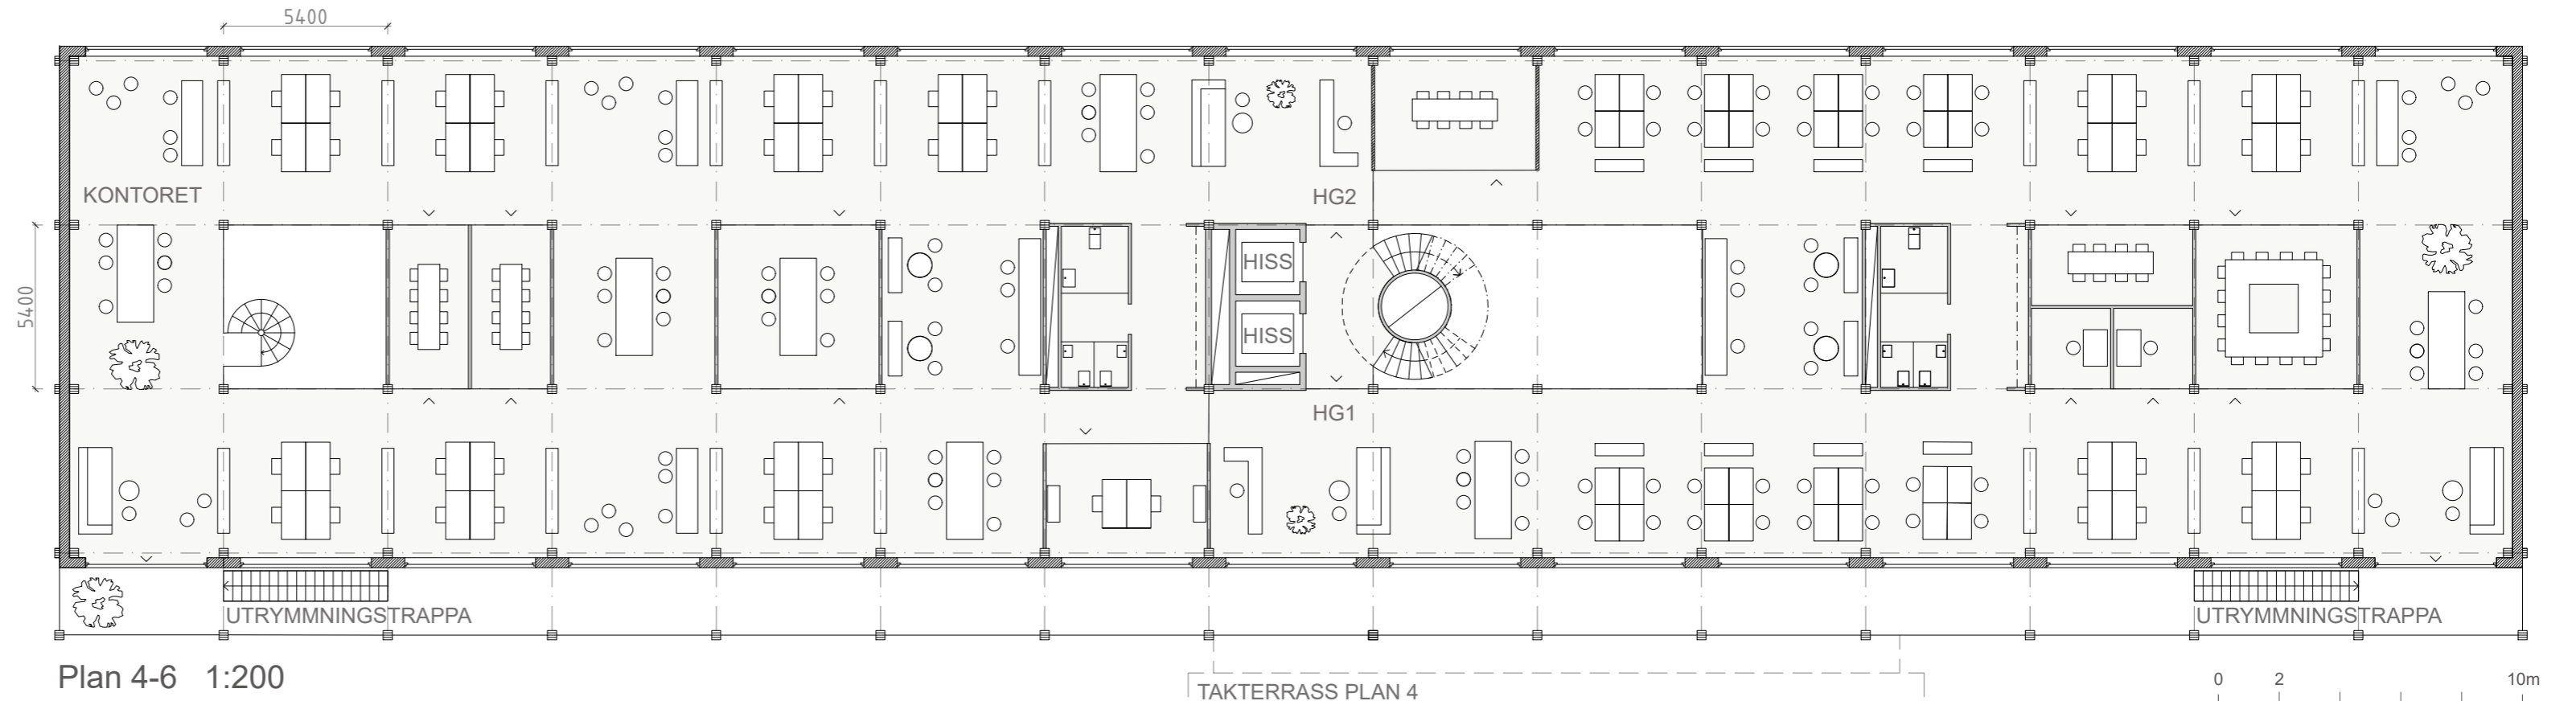 5400
KONTORET
HG2
5400
HISS
HISS
HG1
UTRYMMNINGSTRAPPA
UTRYMMNINGSTRAPPA
Plan 4-6 1:200
TAKTERRASS PLAN 4
0 2 10m